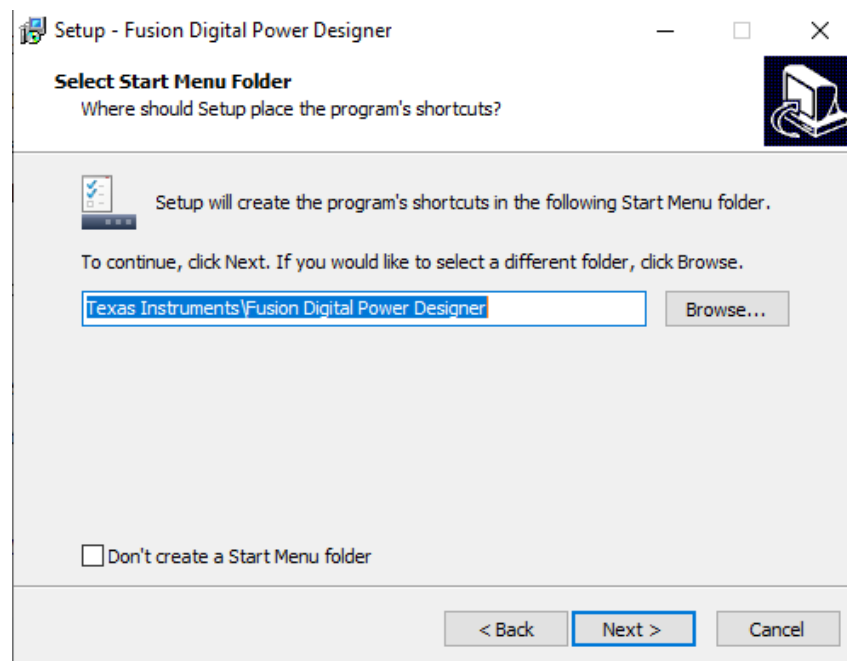 Setup - Fusion Digital Power Designer
Select Start Menu Folder
Where should Setup place the program's shortcuts?
Setup will create the program's shortcuts in the following Start Menu folder.
To continue, click Next. If you would like to select a different folder, click Browse.
Texas Instruments\Fusion Digital Power Designer
Browse...
Don't create a Start Menu folder
< Back
Next >
Cancel